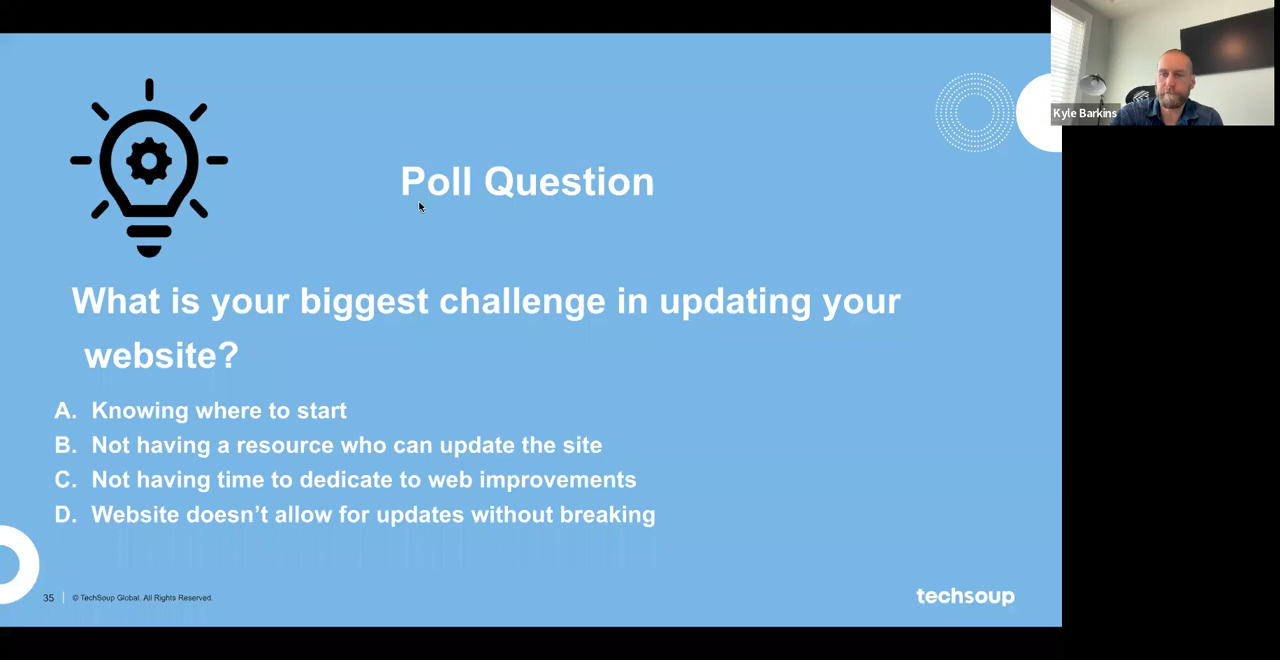 Kyle Barkins
Poll Question
What is your biggest challenge in updating your
website?
A. Knowing where to start
B. Not having a resource who can update the site
C. Not having time to dedicate to web improvements
D. Website doesn’t allow for updates without breaking
35 © TechSoup Global. All Rights Reserved.
techsoup